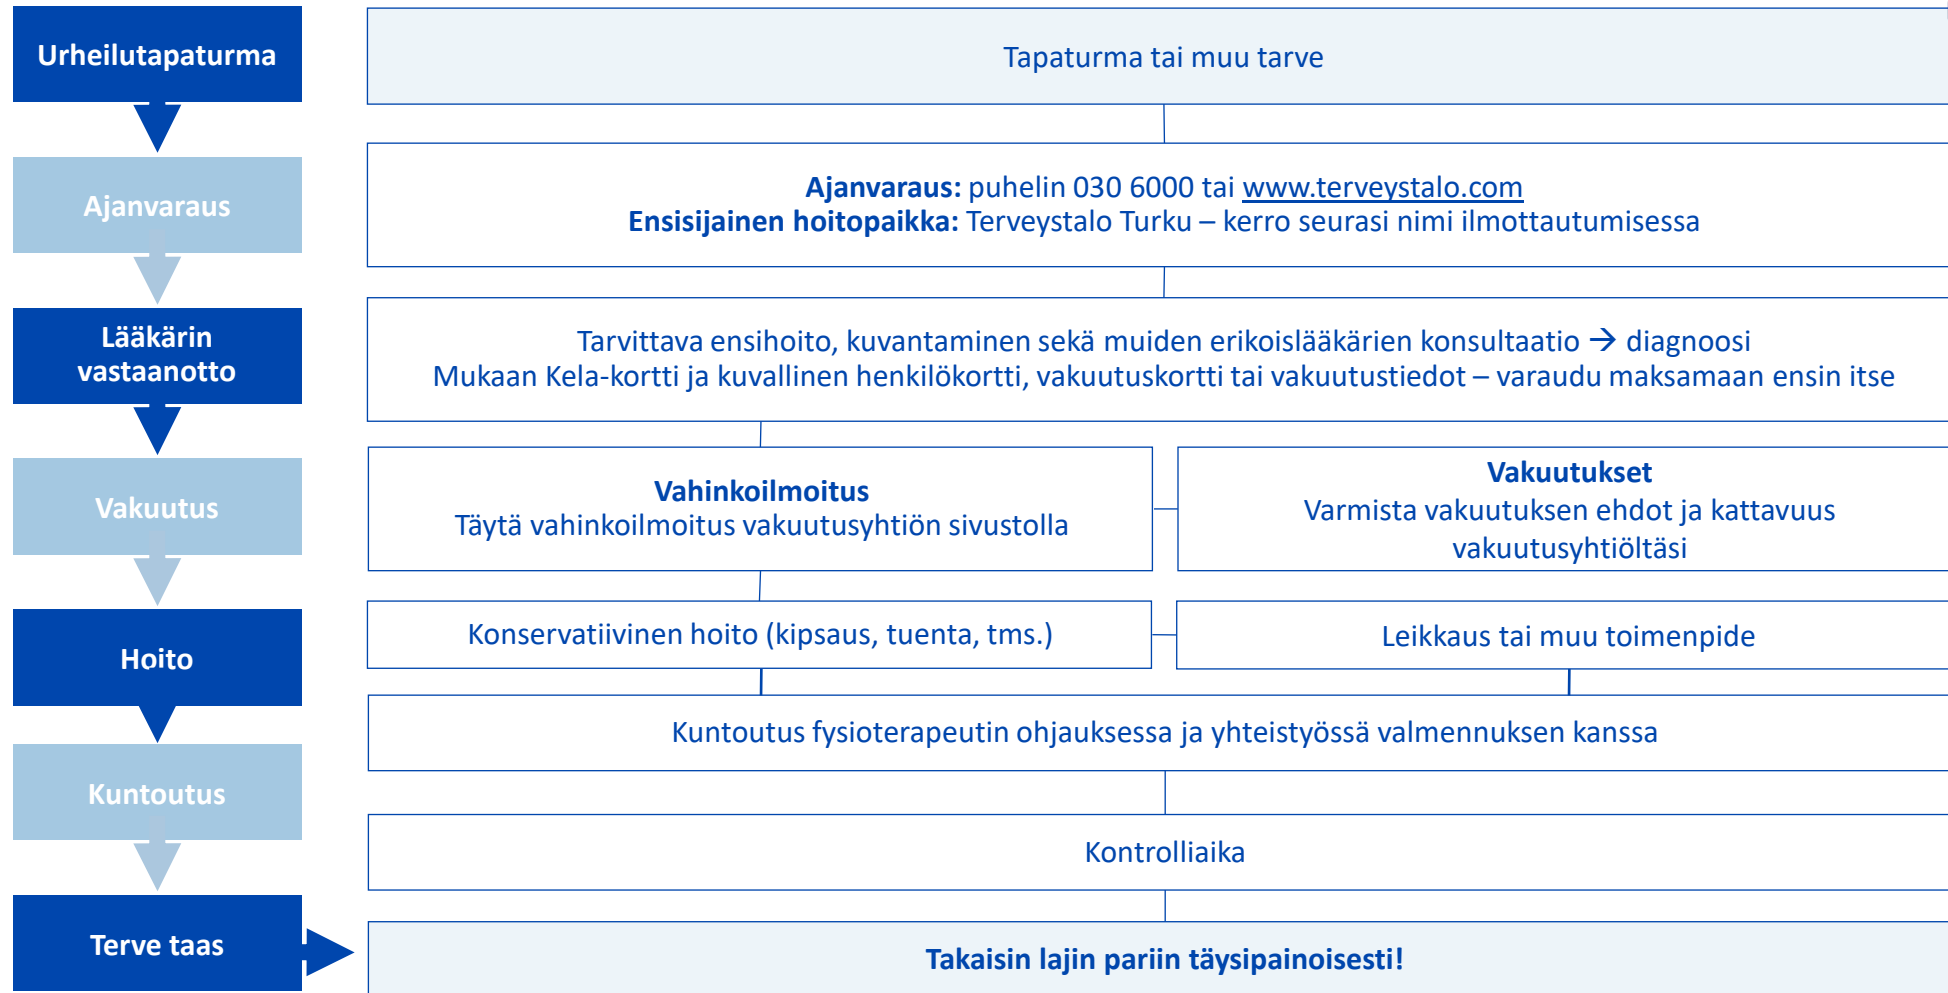 Urheilutapaturma
Tapaturma tai muu tarve
Ajanvaraus
Ajanvaraus: puhelin 030 6000 tai www.terveystalo.com
Ensisijainen hoitopaikka: Terveystalo Turku – kerro seurasi nimi ilmottautumisessa
Lääkärin
vastaanotto
Tarvittava ensihoito, kuvantaminen sekä muiden erikoislääkärien konsultaatio → diagnoosi
Mukaan Kela-kortti ja kuvallinen henkilökortti, vakuutuskortti tai vakuutustiedot – varaudu maksamaan ensin itse
Vakuutus
Vahinkoilmoitus
Täytä vahinkoilmoitus vakuutusyhtiön sivustolla
Vakuutukset
Varmista vakuutuksen ehdot ja kattavuus
vakuutusyhtiöltäsi
Hoito
Konservatiivinen hoito (kipsaus, tuenta, tms.)
Leikkaus tai muu toimenpide
Kuntoutus
Kuntoutus fysioterapeutin ohjauksessa ja yhteistyössä valmennuksen kanssa
Kontrolliaika
Terve taas
Takaisin lajin pariin täysipainoisesti!